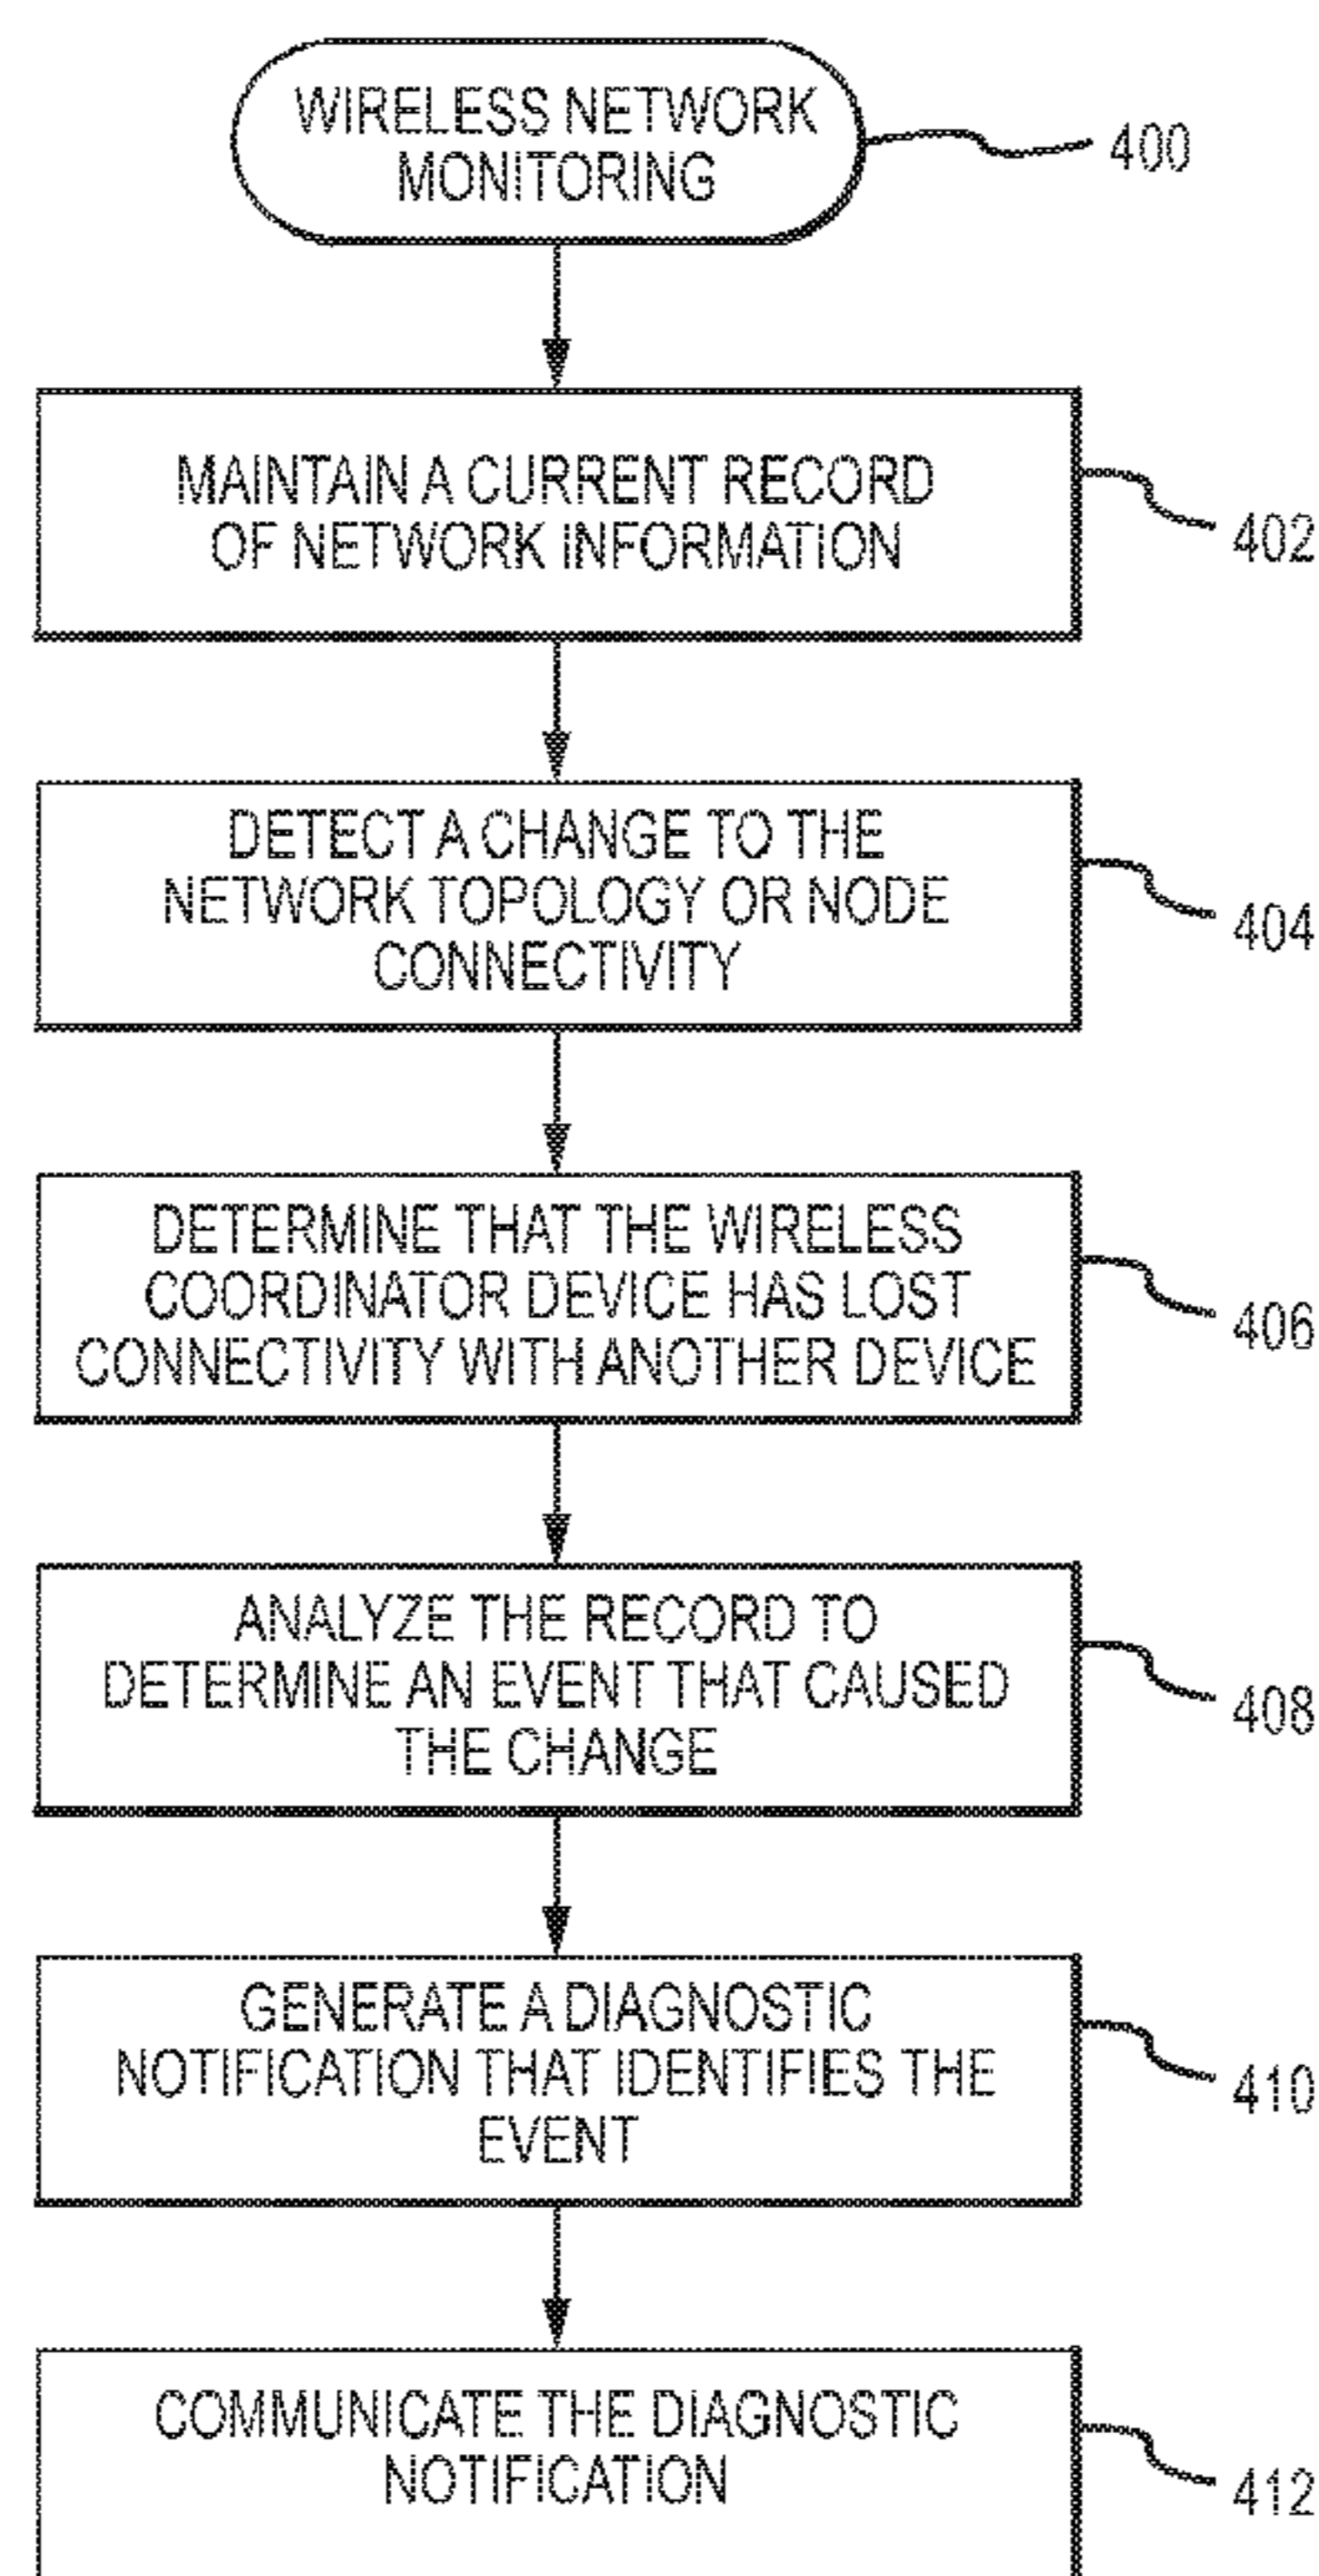 WIRELESS NETWORK
MONITORING
400
MAINTAIN A CURRENT RECORD
OF NETWORK INFORMATION
402
DETECT A CHANGE TO THE
NETWORK TOPOLOGY OR NODE
CONNECTIVITY
404
DETERMINE THAT THE WIRELESS
COORDINATOR DEVICE HAS LOST
CONNECTIVITY WITH ANOTHER DEVICE
406
ANALYZE THE RECORD TO
DETERMINE AN EVENT THAT CAUSED
THE CHANGE
408
GENERATE A DIAGNOSTIC
NOTIFICATION THAT IDENTIFIES THE
EVENT
410
COMMUNICATE THE DIAGNOSTIC
NOTIFICATION
412